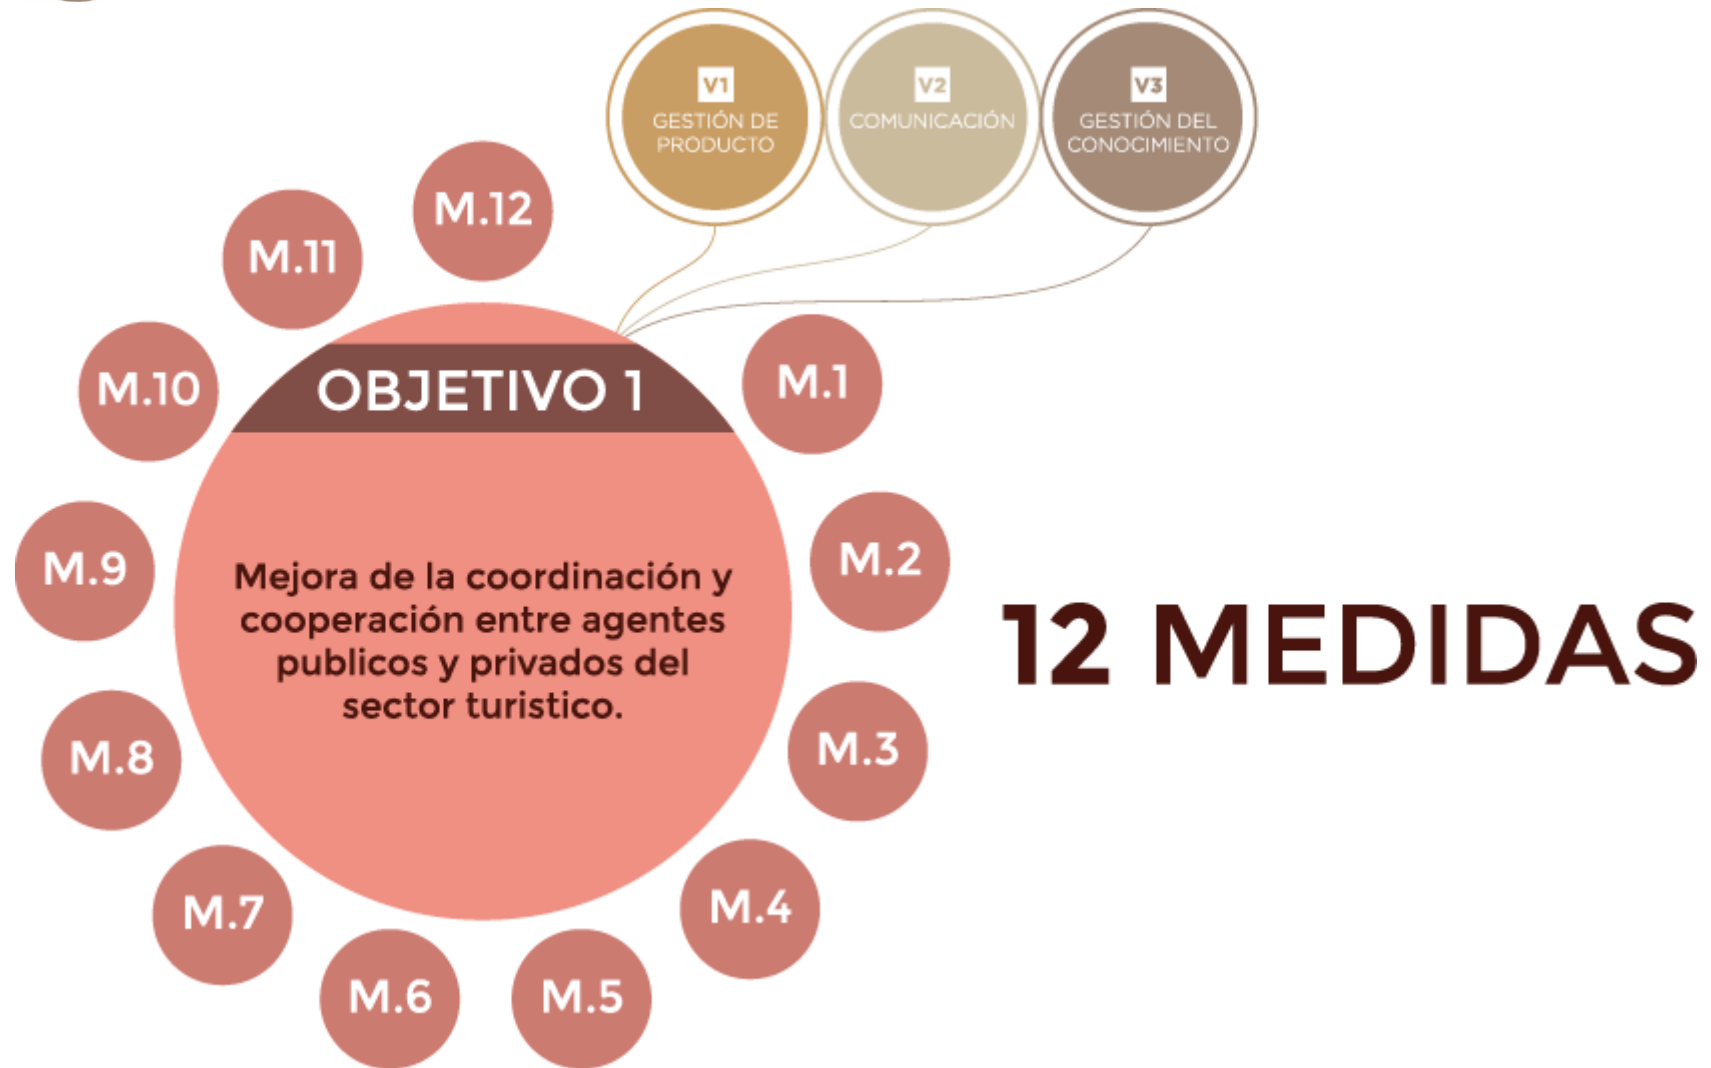 V1
GESTIÓN DE
PRODUCTO
V2
COMUNICACIÓN
V3
GESTIÓN DEL
CONOCIMIENTO
OBJETIVO 1
Mejora de la coordinación y
cooperación entre agentes
publicos y privados del
sector turistico.
M.1
M.2
M.3
M.4
M.5
M.6
M.7
M.8
M.9
M.10
M.11
M.12
12 MEDIDAS